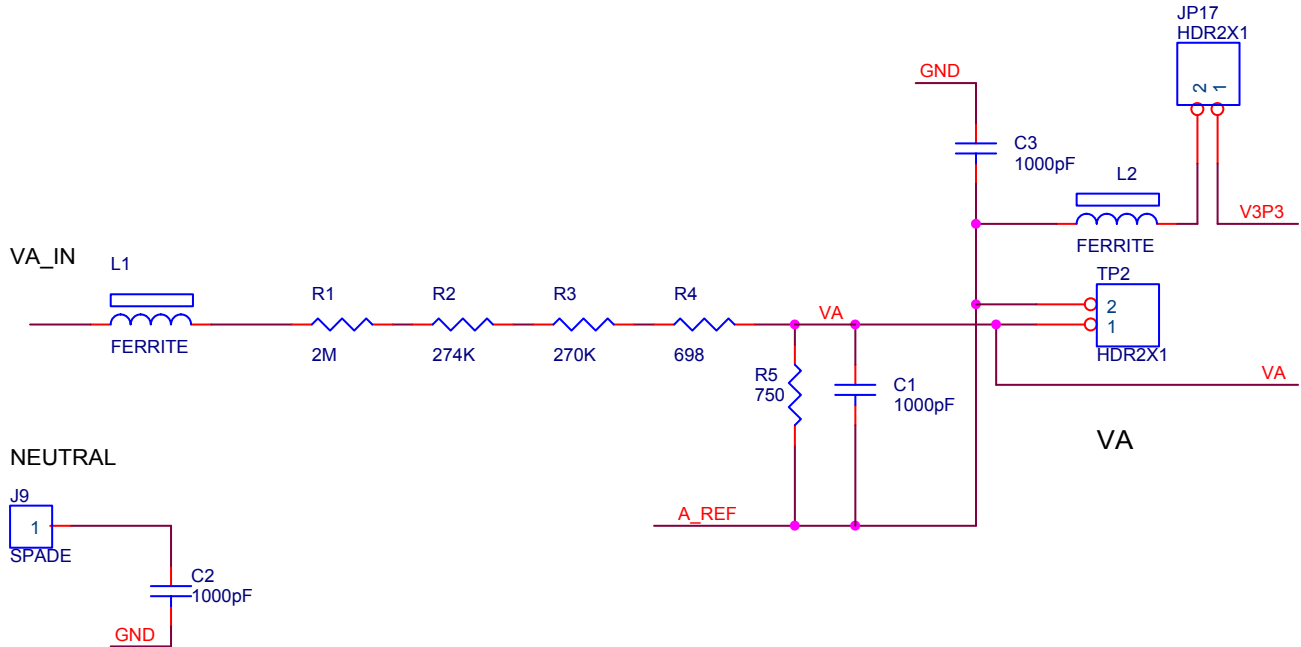 JP17
HDR2X1
2 1
GND
C3
1000pF
L2
V3P3
FERRITE
VA_IN
L1
FERRITE
R1
2M
R2
274K
R3
270K
R4
698
VA
TP2
2
1
HDR2X1
R5
750
C1
1000pF
VA
VA
NEUTRAL
J9
1
SPADE
A_REF
C2
1000pF
GND